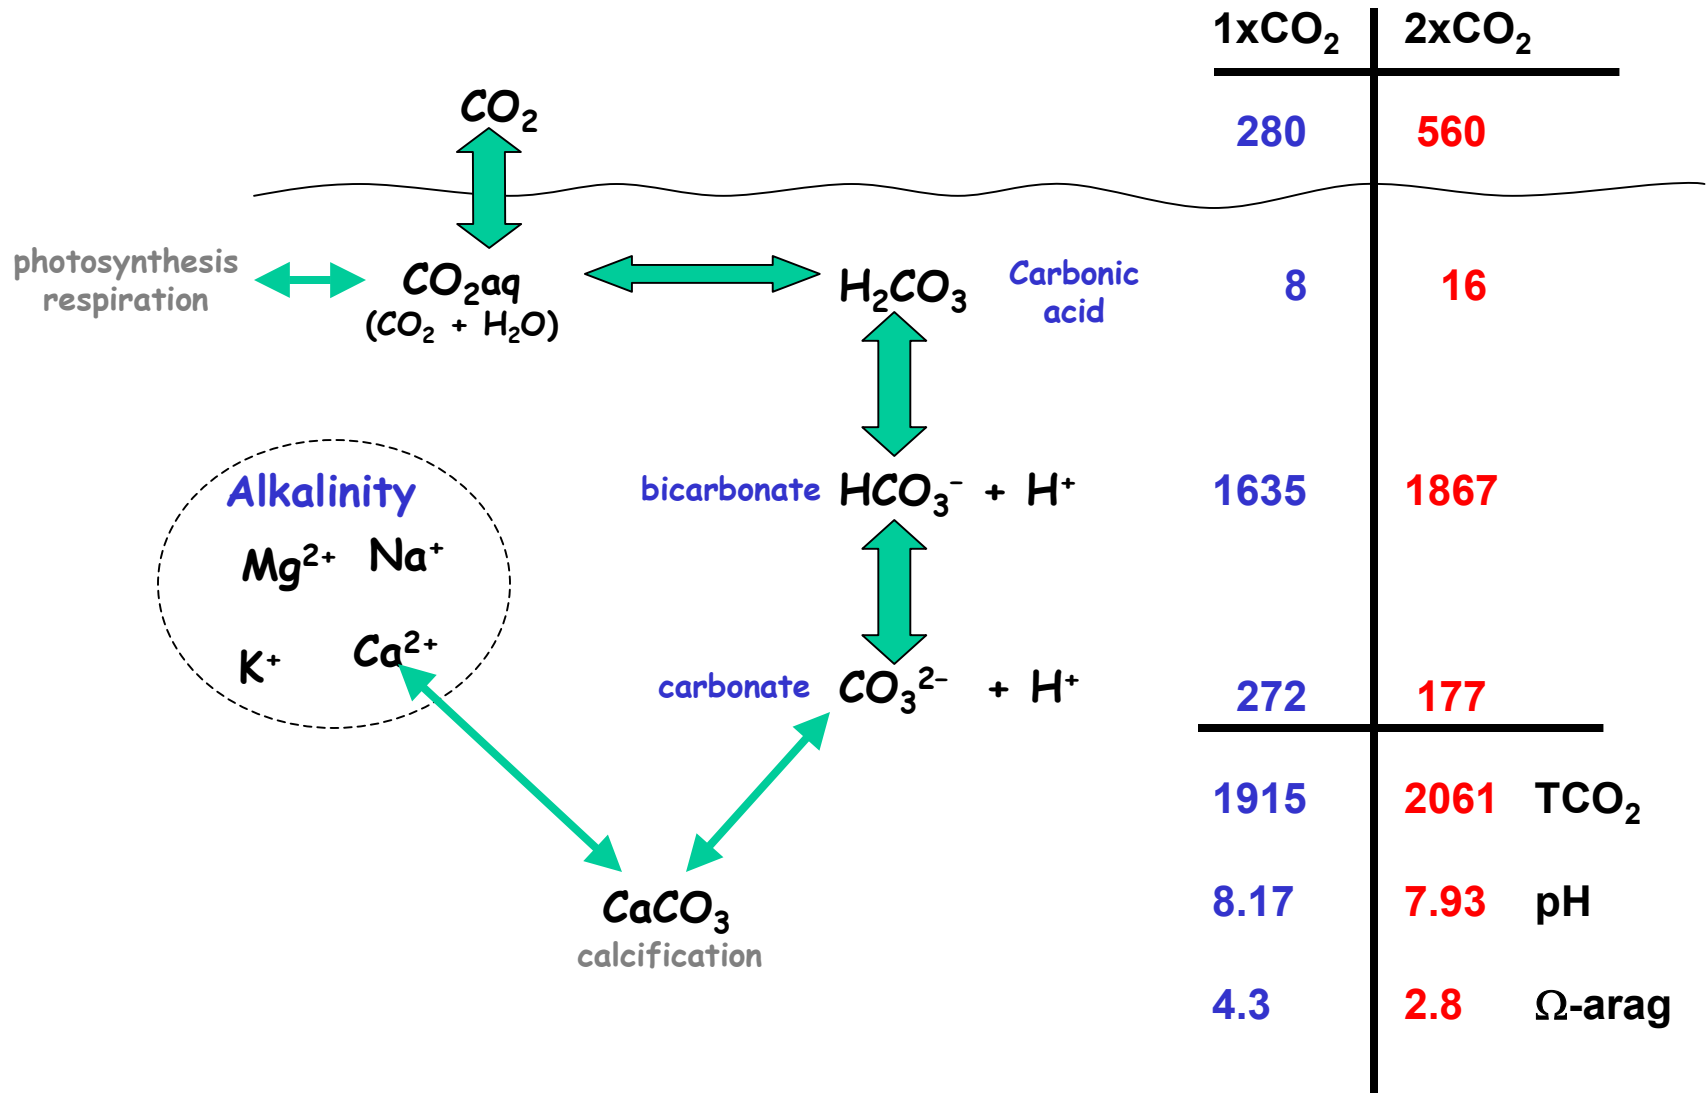 1xCO₂ 2xCO₂
CO₂ 280 560
photosynthesis
respiration
CO₂aq
(CO₂ + H₂O)
H₂CO₃
Carbonic
acid
8 16
Alkalinity
Mg²⁺ Na⁺
K⁺ Ca²⁺
bicarbonate HCO₃⁻ + H⁺ 1635 1867
carbonate CO₃²⁻ + H⁺ 272 177
CaCO₃
calcification
1915 2061 TCO₂
8.17 7.93 pH
4.3 2.8 Ω-arag